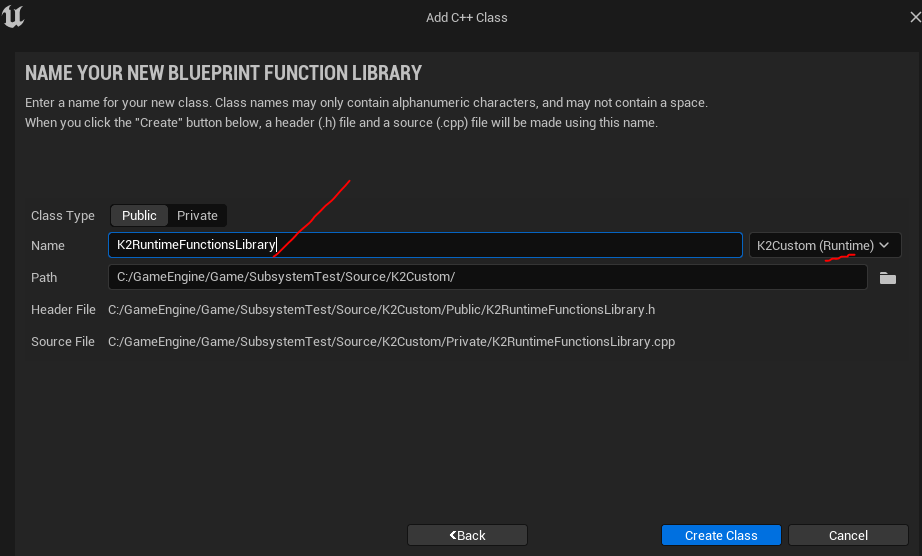 Add C++ Class
NAME YOUR NEW BLUEPRINT FUNCTION LIBRARY
Enter a name for your new class. Class names may only contain alphanumeric characters, and may not contain a space.
When you click the "Create" button below, a header (.h) file and a source (.cpp) file will be made using this name.
Class Type Public Private
Name K2RuntimeFunctionsLibrary K2Custom (Runtime)
Path C:/GameEngine/Game/SubsystemTest/Source/K2Custom/
Header File C:/GameEngine/Game/SubsystemTest/Source/K2Custom/Public/K2RuntimeFunctionsLibrary.h
Source File C:/GameEngine/Game/SubsystemTest/Source/K2Custom/Private/K2RuntimeFunctionsLibrary.cpp
Back Create Class Cancel